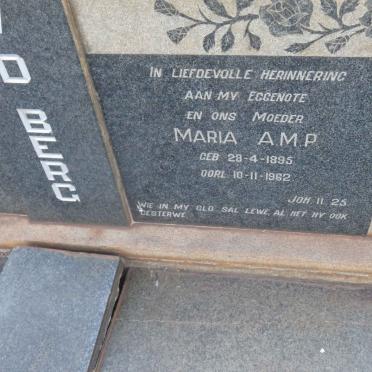 D
BERG
IN LIEFDEVOLLE HERINNERING
AAN MY EGGENOTE
EN ONS MOEDER
MARIA A.M.P.
GEB 28-4-1895
OORL 10-11-1962
JOH 11 25
WIE IN MY GLO SAL LEWE, AL HET HY OOK
GESTERWE